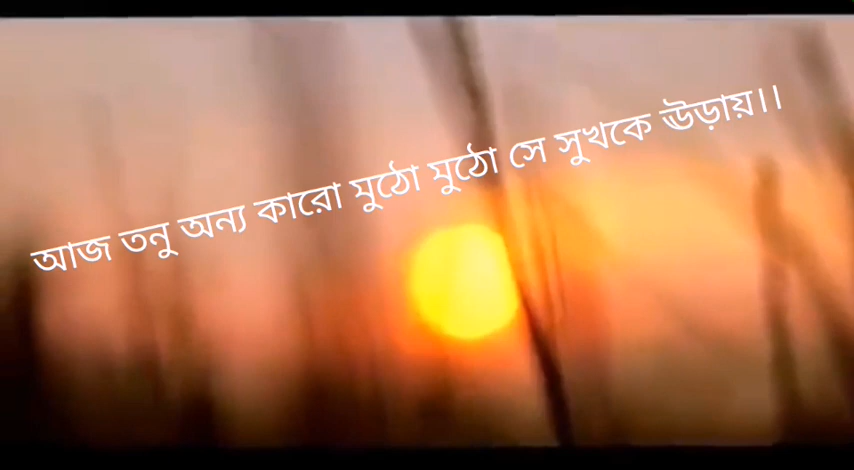 আজ তনু অন্য কারো মুঠো মুঠো সে সুখকে ঊড়ায়।।